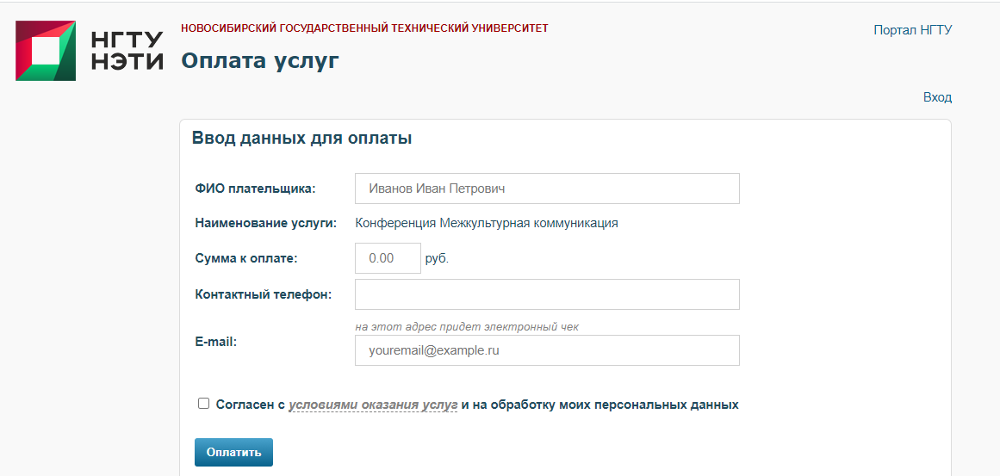 НГТУ
НЭТИ
НОВОСИБИРСКИЙ ГОСУДАРСТВЕННЫЙ ТЕХНИЧЕСКИЙ УНИВЕРСИТЕТ
Портал НГТУ
Оплата услуг
Вход
Ввод данных для оплаты
ФИО плательщика: Иванов Иван Петрович
Наименование услуги: Конференция Межкультурная коммуникация
Сумма к оплате: 0.00 руб.
Контактный телефон:
на этот адрес придет электронный чек
E-mail: youremail@example.ru
Согласен с условиями оказания услуг и на обработку моих персональных данных
Оплатить